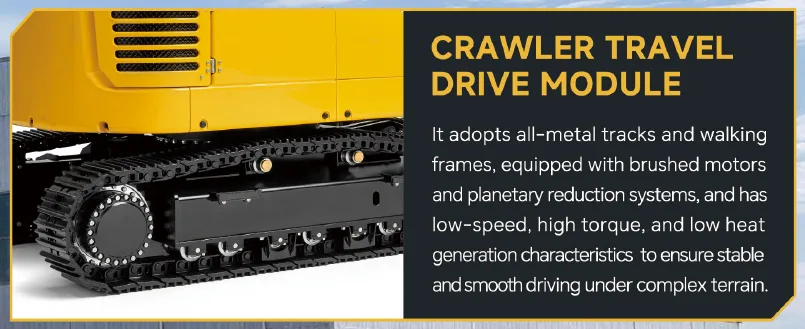 CRAWLER TRAVEL
DRIVE MODULE
It adopts all-metal tracks and walking
frames, equipped with brushed motors
and planetary reduction systems, and has
low-speed, high torque, and low heat
generation characteristics to ensure stable
and smooth driving under complex terrain.